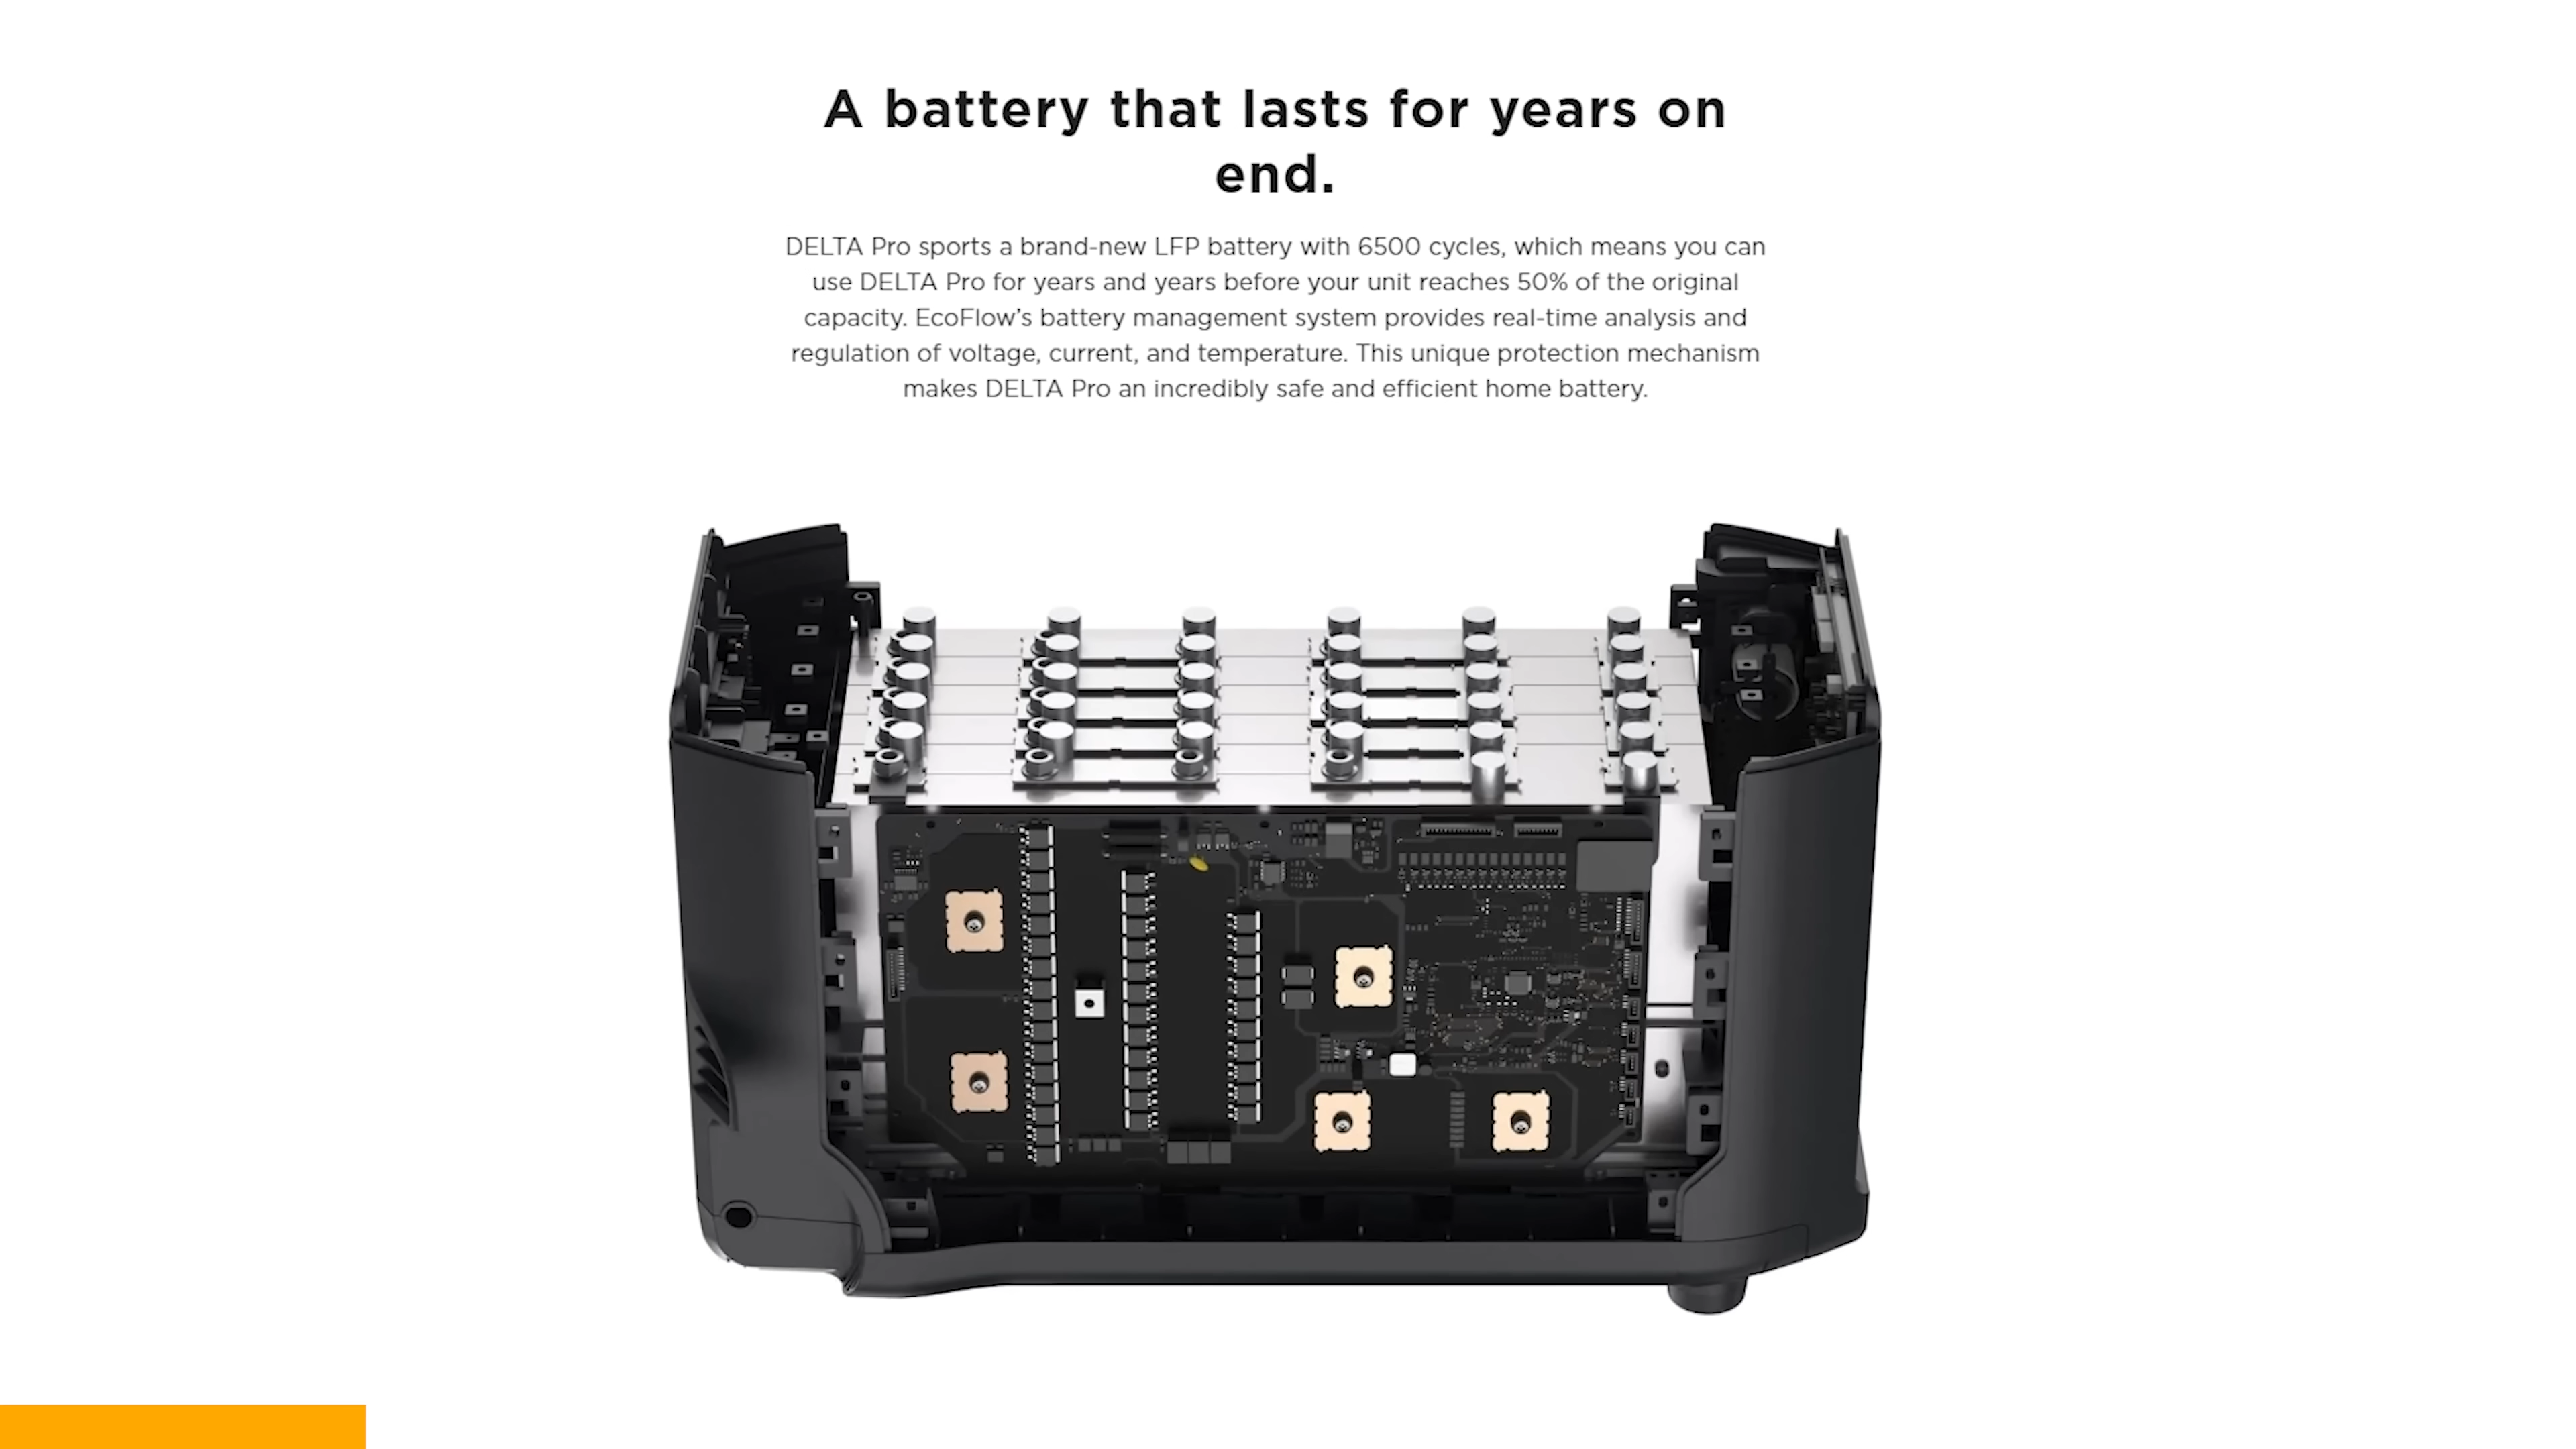 A battery that lasts for years on
end.
DELTA Pro sports a brand-new LFP battery with 6500 cycles, which means you can
use DELTA Pro for years and years before your unit reaches 50% of the original
capacity. EcoFlow’s battery management system provides real-time analysis and
regulation of voltage, current, and temperature. This unique protection mechanism
makes DELTA Pro an incredibly safe and efficient home battery.